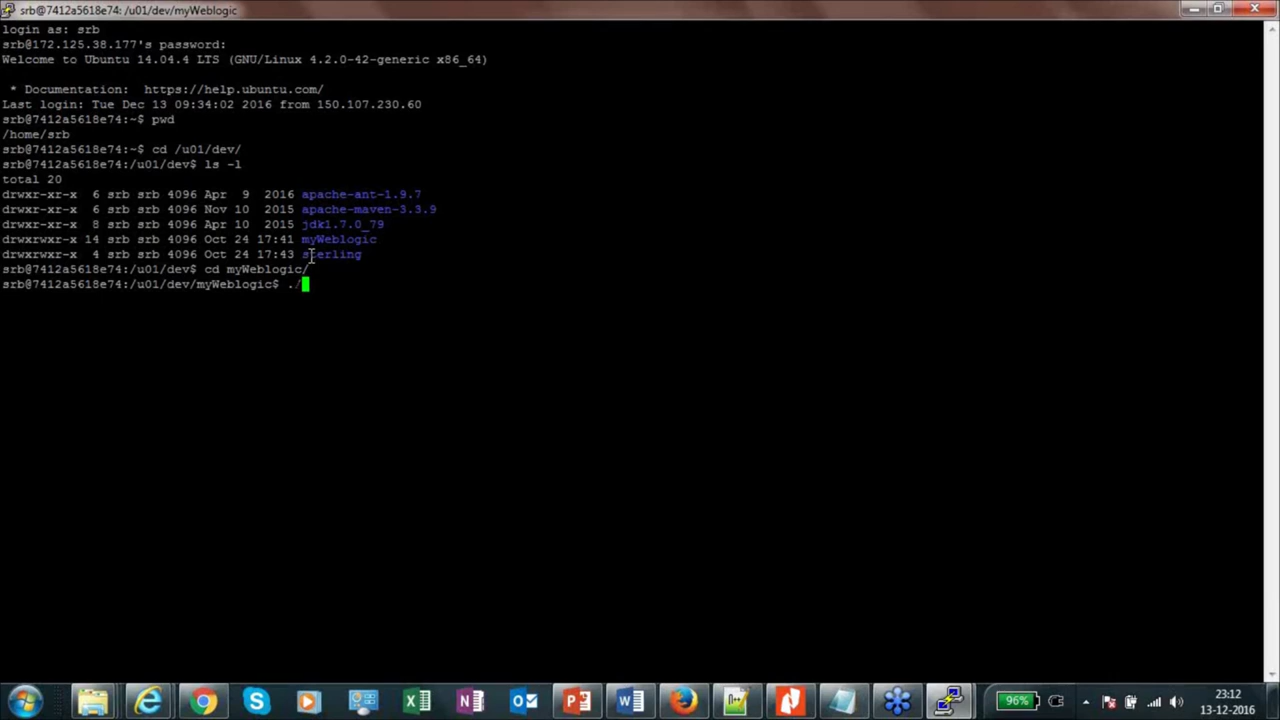 srb@7412a5618e74: /u01/dev/myWeblogic
login as: srb
srb@172.125.38.177's password:
Welcome to Ubuntu 14.04.4 LTS (GNU/Linux 4.2.0-42-generic x86_64)
* Documentation:  https://help.ubuntu.com/
Last login: Tue Dec 13 09:34:02 2016 from 150.107.230.60
srb@7412a5618e74:~$ pwd
/home/srb
srb@7412a5618e74:~$ cd /u01/dev/
srb@7412a5618e74:/u01/dev$ ls -l
total 20
drwxr-xr-x  6 srb srb 4096 Apr  9  2016 apache-ant-1.9.7
drwxr-xr-x  6 srb srb 4096 Nov 10  2015 apache-maven-3.3.9
drwxr-xr-x  8 srb srb 4096 Apr 10  2015 jdk1.7.0_79
drwxrwxr-x 14 srb srb 4096 Oct 24 17:41 myWeblogic
drwxrwxr-x  4 srb srb 4096 Oct 24 17:43 sterling
srb@7412a5618e74:/u01/dev$ cd myWeblogic/
srb@7412a5618e74:/u01/dev/myWeblogic$ ./
96%
23:12
13-12-2016